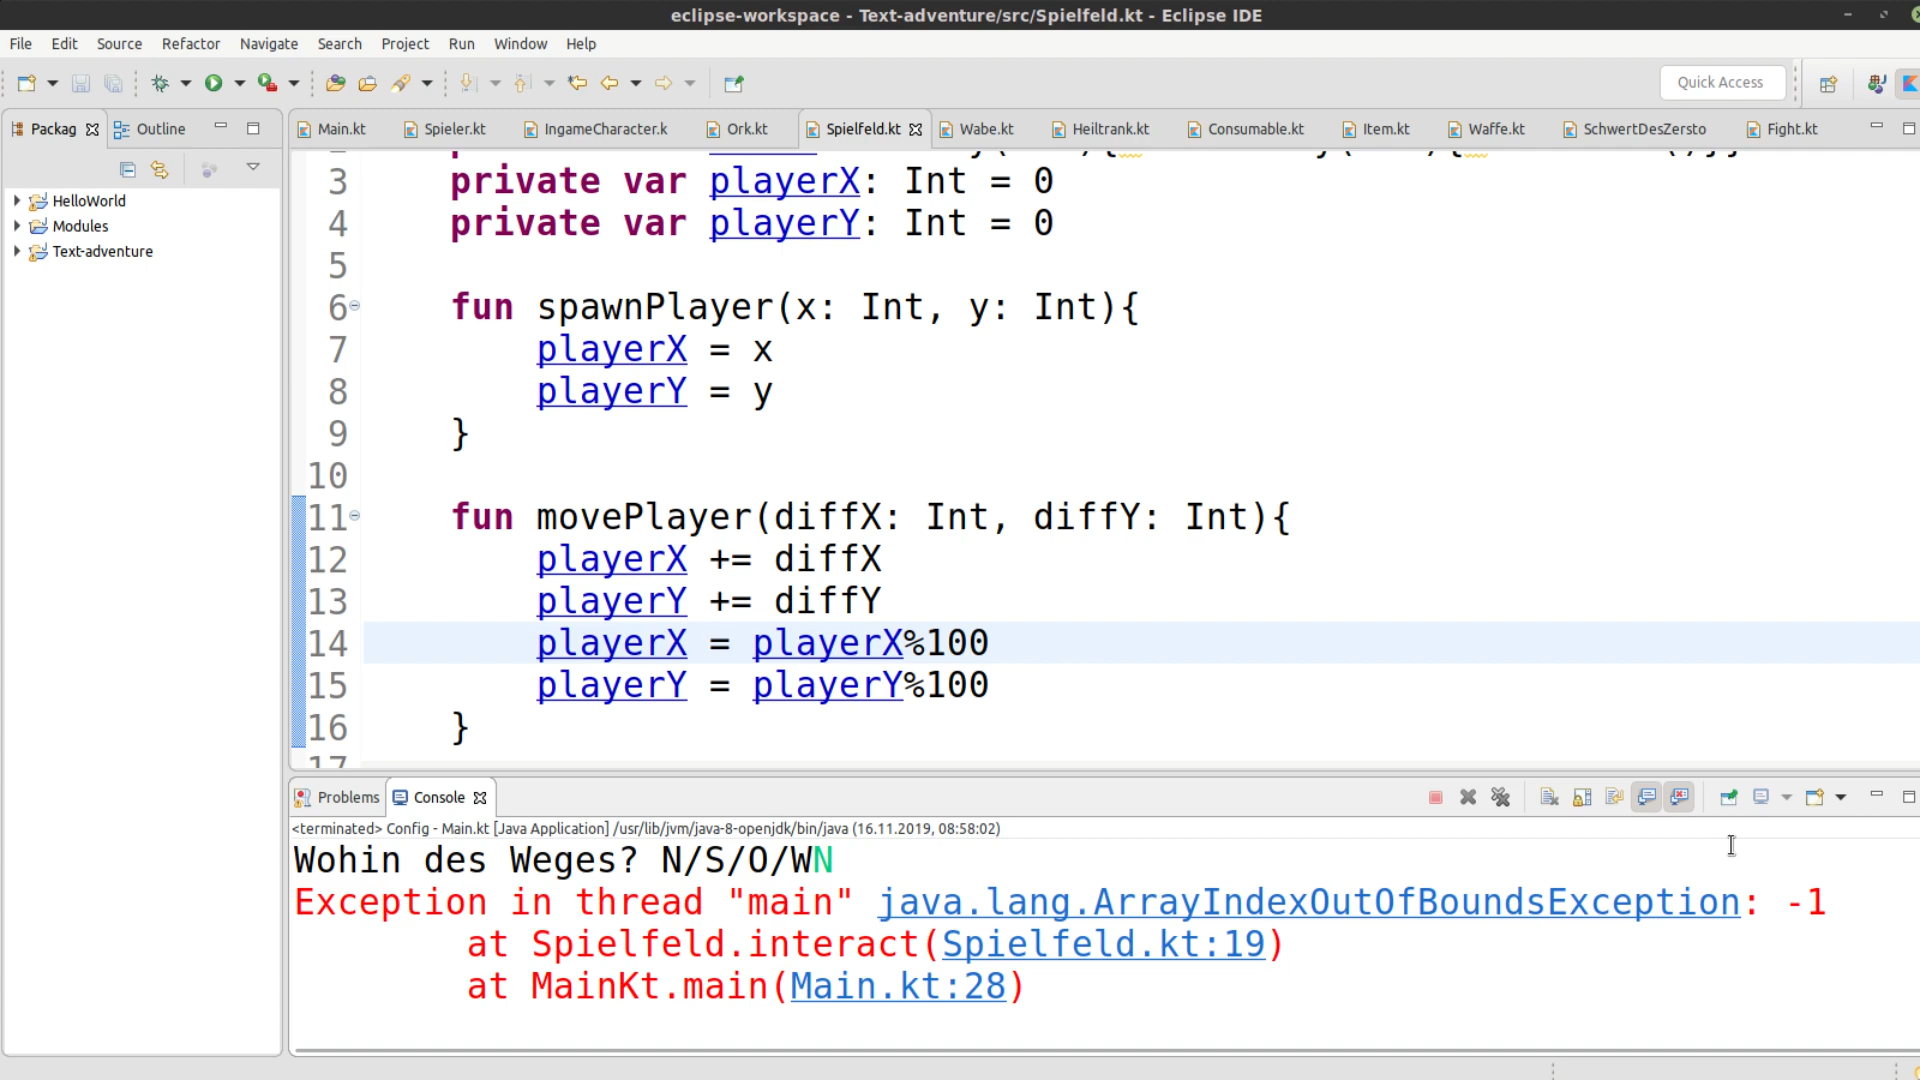 eclipse-workspace - Text-adventure/src/Spielfeld.kt - Eclipse IDE
File Edit Source Refactor Navigate Search Project Run Window Help
Quick Access
Packag Outline
Main.kt Spieler.kt IngameCharacter.k Ork.kt Spielfeld.kt Wabe.kt Heiltrank.kt Consumable.kt Item.kt Waffe.kt SchwertDesZersto Fight.kt
HelloWorld
Modules
Text-adventure
3 private var playerX: Int = 0
4 private var playerY: Int = 0
5
6 fun spawnPlayer(x: Int, y: Int){
7 playerX = x
8 playerY = y
9 }
10
11 fun movePlayer(diffX: Int, diffY: Int){
12 playerX += diffX
13 playerY += diffY
14 playerX = playerX%100
15 playerY = playerY%100
16 }
17
Problems Console
<terminated> Config - Main.kt [Java Application] /usr/lib/jvm/java-8-openjdk/bin/java (16.11.2019, 08:58:02)
Wohin des Weges? N/S/O/WN
Exception in thread "main" java.lang.ArrayIndexOutOfBoundsException: -1
at Spielfeld.interact(Spielfeld.kt:19)
at MainKt.main(Main.kt:28)